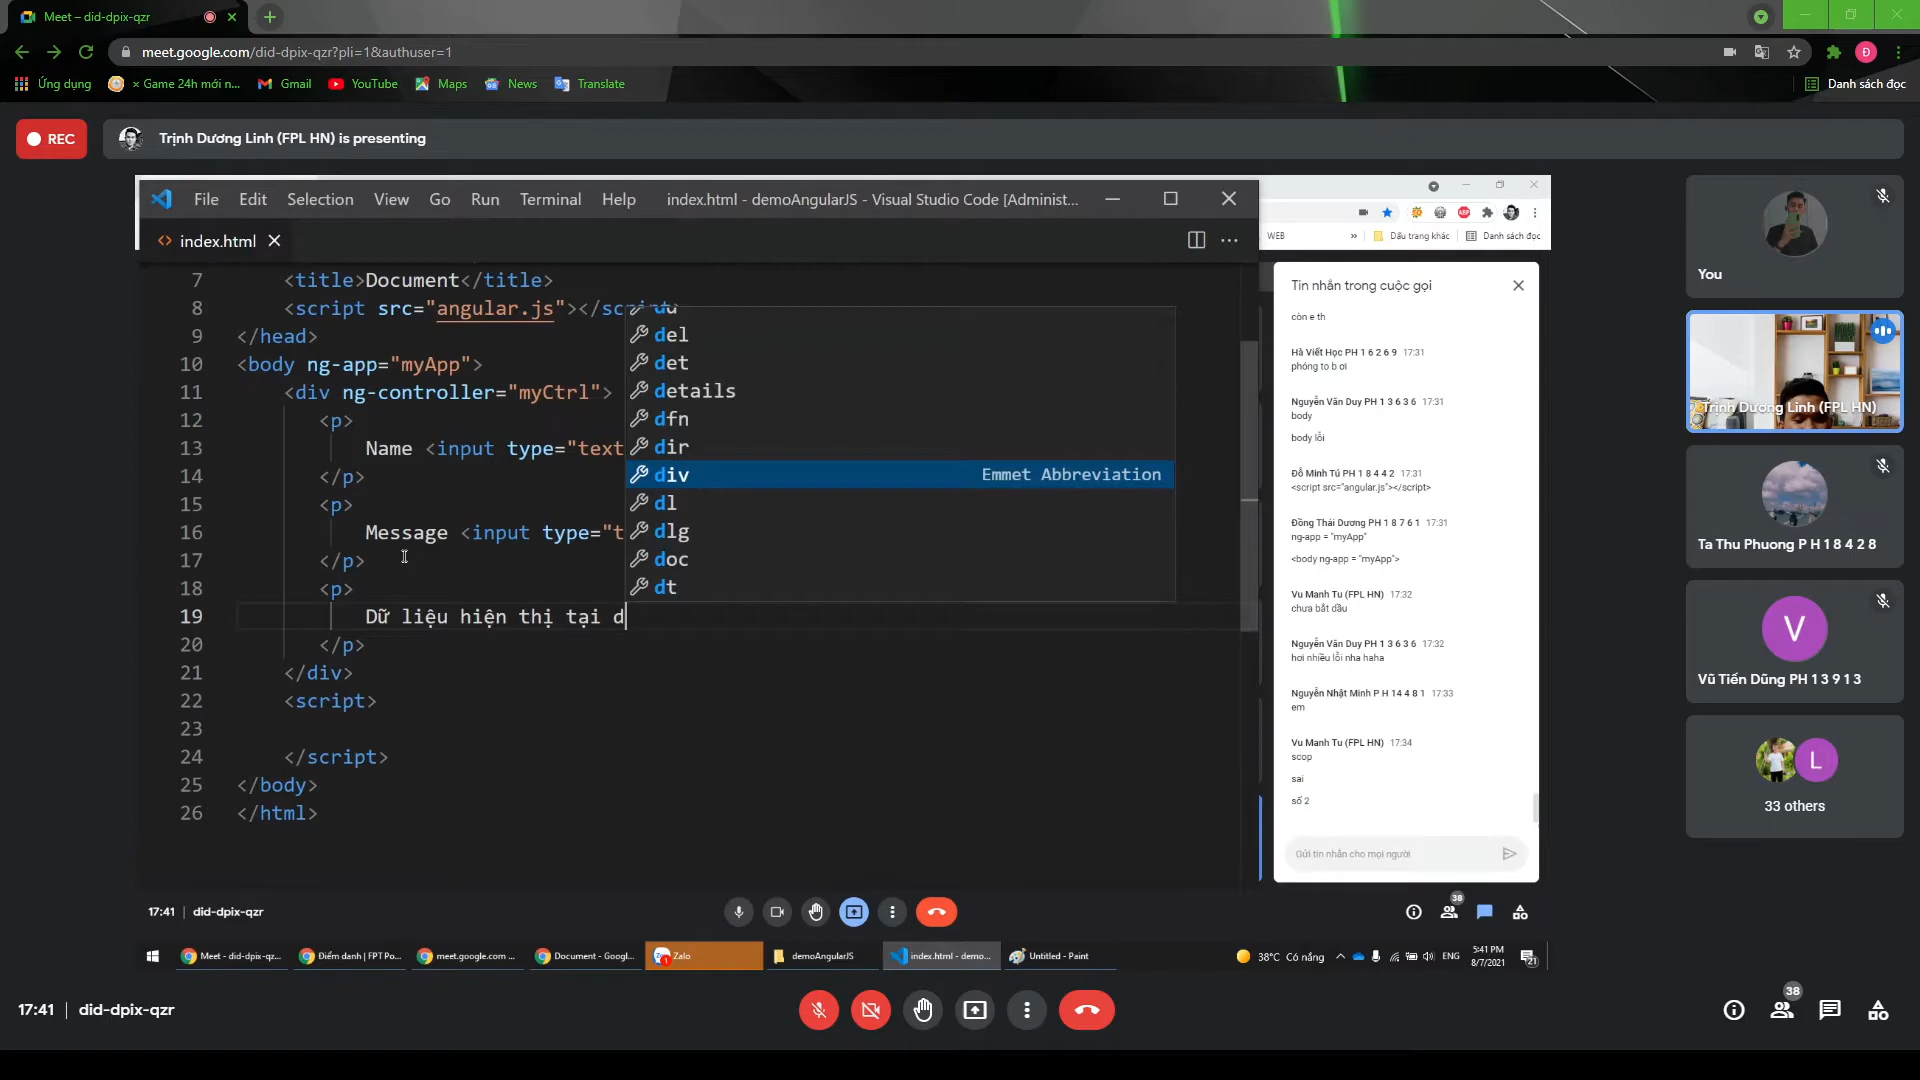 Meet – did-dpix-qzr
meet.google.com/did-dpix-qzr?pli=1&authuser=1
Đ
Ứng dụng
× Game 24h mới n...
Gmail
YouTube
Maps
News
Translate
Danh sách đọc
REC
Trịnh Dương Linh (FPL HN) is presenting
File Edit Selection View Go Run Terminal Help
index.html - demoAngularJS - Visual Studio Code [Administ...
index.html
7 <title>Document</title>
8 <script src="angular.js"></script>
9 </head>
10 <body ng-app="myApp">
11 <div ng-controller="myCtrl">
12 <p>
13 Name <input type="text
14 </p>
15 <p>
16 Message <input type="t
17 </p>
18 <p>
19 Dữ liệu hiện thị tại d
20 </p>
21 </div>
22 <script>
23
24 </script>
25 </body>
26 </html>
du
del
det
details
dfn
dir
div Emmet Abbreviation
dl
dlg
doc
dt
WEB
»
Dấu trang khác
Danh sách đọc
Tin nhắn trong cuộc gọi
còn e th
Hà Viết Học PH 1 6 2 6 9 17:31
phóng to b ơi
Nguyễn Văn Duy PH 1 3 6 3 6 17:31
body
body lỗi
Đỗ Minh Tú PH 1 8 4 4 2 17:31
<script src="angular.js"></script>
Đồng Thái Dương PH 1 8 7 6 1 17:31
ng-app = "myApp"
<body ng-app = "myApp">
Vu Manh Tu (FPL HN) 17:32
chưa bắt đầu
Nguyễn Văn Duy PH 1 3 6 3 6 17:32
hơi nhiều lỗi nha haha
Nguyễn Nhật Minh P H 14 4 8 1 17:33
em
Vu Manh Tu (FPL HN) 17:34
scop
sai
số 2
Gửi tin nhắn cho mọi người
You
Trịnh Dương Linh (FPL HN)
Ta Thu Phuong P H 1 8 4 2 8
V
Vũ Tiến Dũng PH 1 3 9 1 3
L
33 others
17:41 | did-dpix-qzr
38
Meet - did-dpix-qz...
Điểm danh | FPT Po...
meet.google.com ...
Document - Googl...
Zalo
demoAngularJS
index.html - demo...
Untitled - Paint
38°C Có nắng
ENG
5:41 PM
8/7/2021
21
17:41 | did-dpix-qzr
38